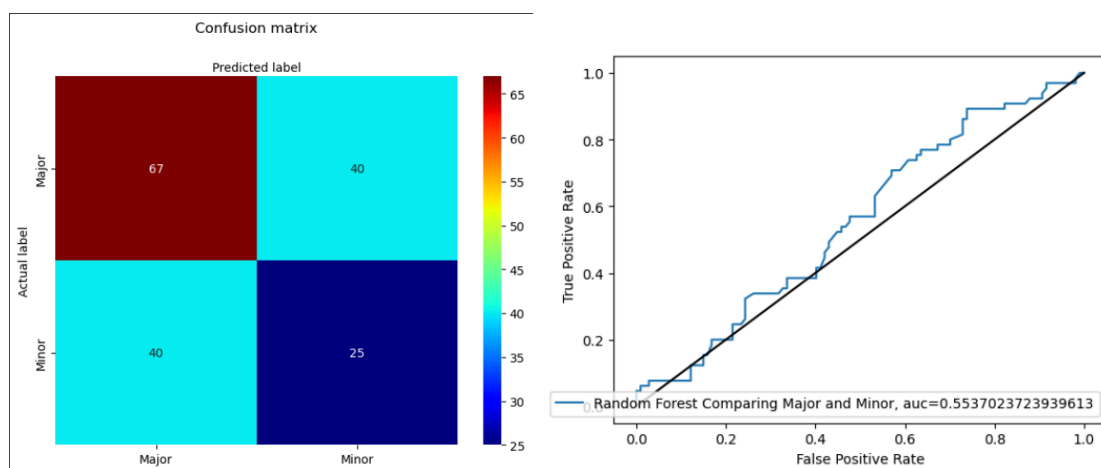 Confusion matrix
Predicted label
Actual label
Major
Minor
67
40
40
25
Major
Minor
65
60
55
50
45
40
35
30
25
True Positive Rate
1.0
0.8
0.6
0.4
0.2
Random Forest Comparing Major and Minor, auc=0.5537023723939613
0.0
0.2
0.4
0.6
0.8
1.0
False Positive Rate